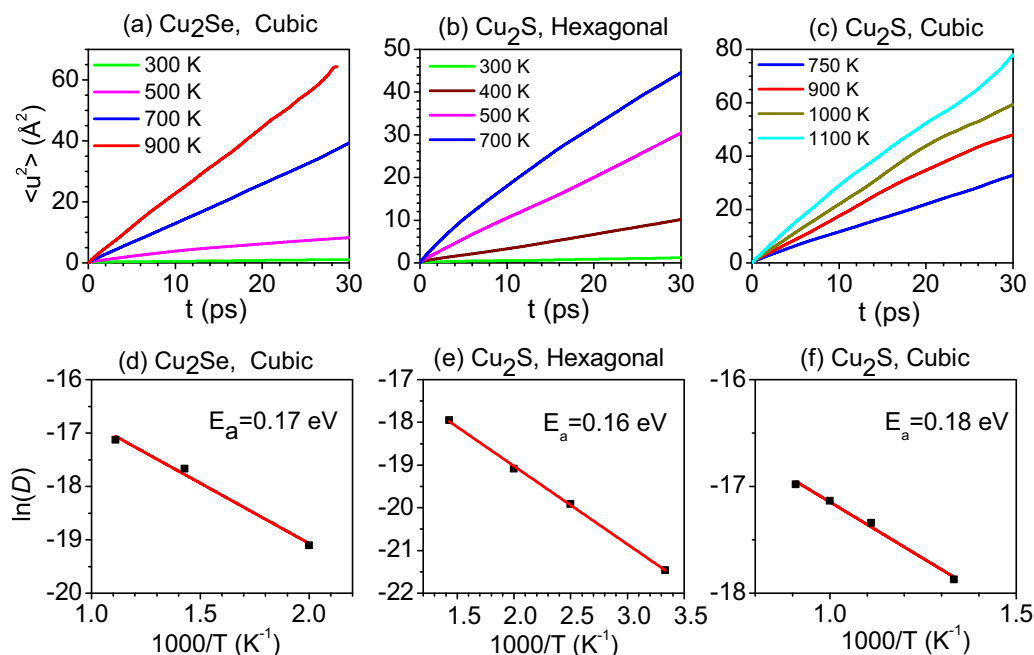 (a) Cu2Se, Cubic
(b) Cu2S, Hexagonal
(c) Cu2S, Cubic
<u²> (Å²)
60
40
20
0
300 K
500 K
700 K
900 K
0 10 20 30
t (ps)
50
40
30
20
10
0
300 K
400 K
500 K
700 K
0 10 20 30
t (ps)
80
60
40
20
0
750 K
900 K
1000 K
1100 K
0 10 20 30
t (ps)
(d) Cu2Se, Cubic
(e) Cu2S, Hexagonal
(f) Cu2S, Cubic
ln(D)
-16
-17
-18
-19
-20
Ea=0.17 eV
1.0 1.5 2.0
1000/T (K⁻¹)
-17
-18
-19
-20
-21
-22
Ea=0.16 eV
1.5 2.0 2.5 3.0 3.5
1000/T (K⁻¹)
-16
-17
-18
Ea=0.18 eV
1.0 1.5
1000/T (K⁻¹)